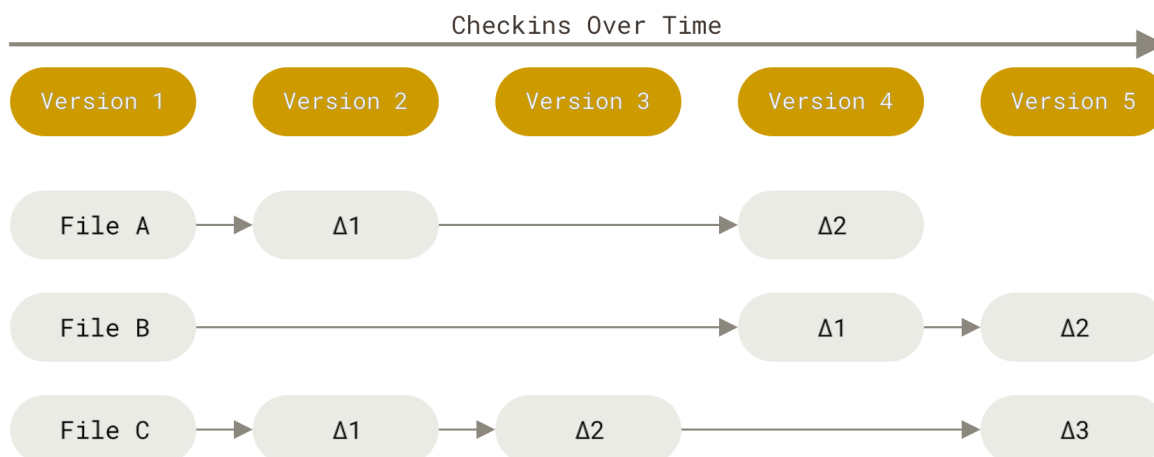 Checkins Over Time
Version 1 Version 2 Version 3 Version 4 Version 5
File A Δ1 Δ2
File B Δ1 Δ2
File C Δ1 Δ2 Δ3